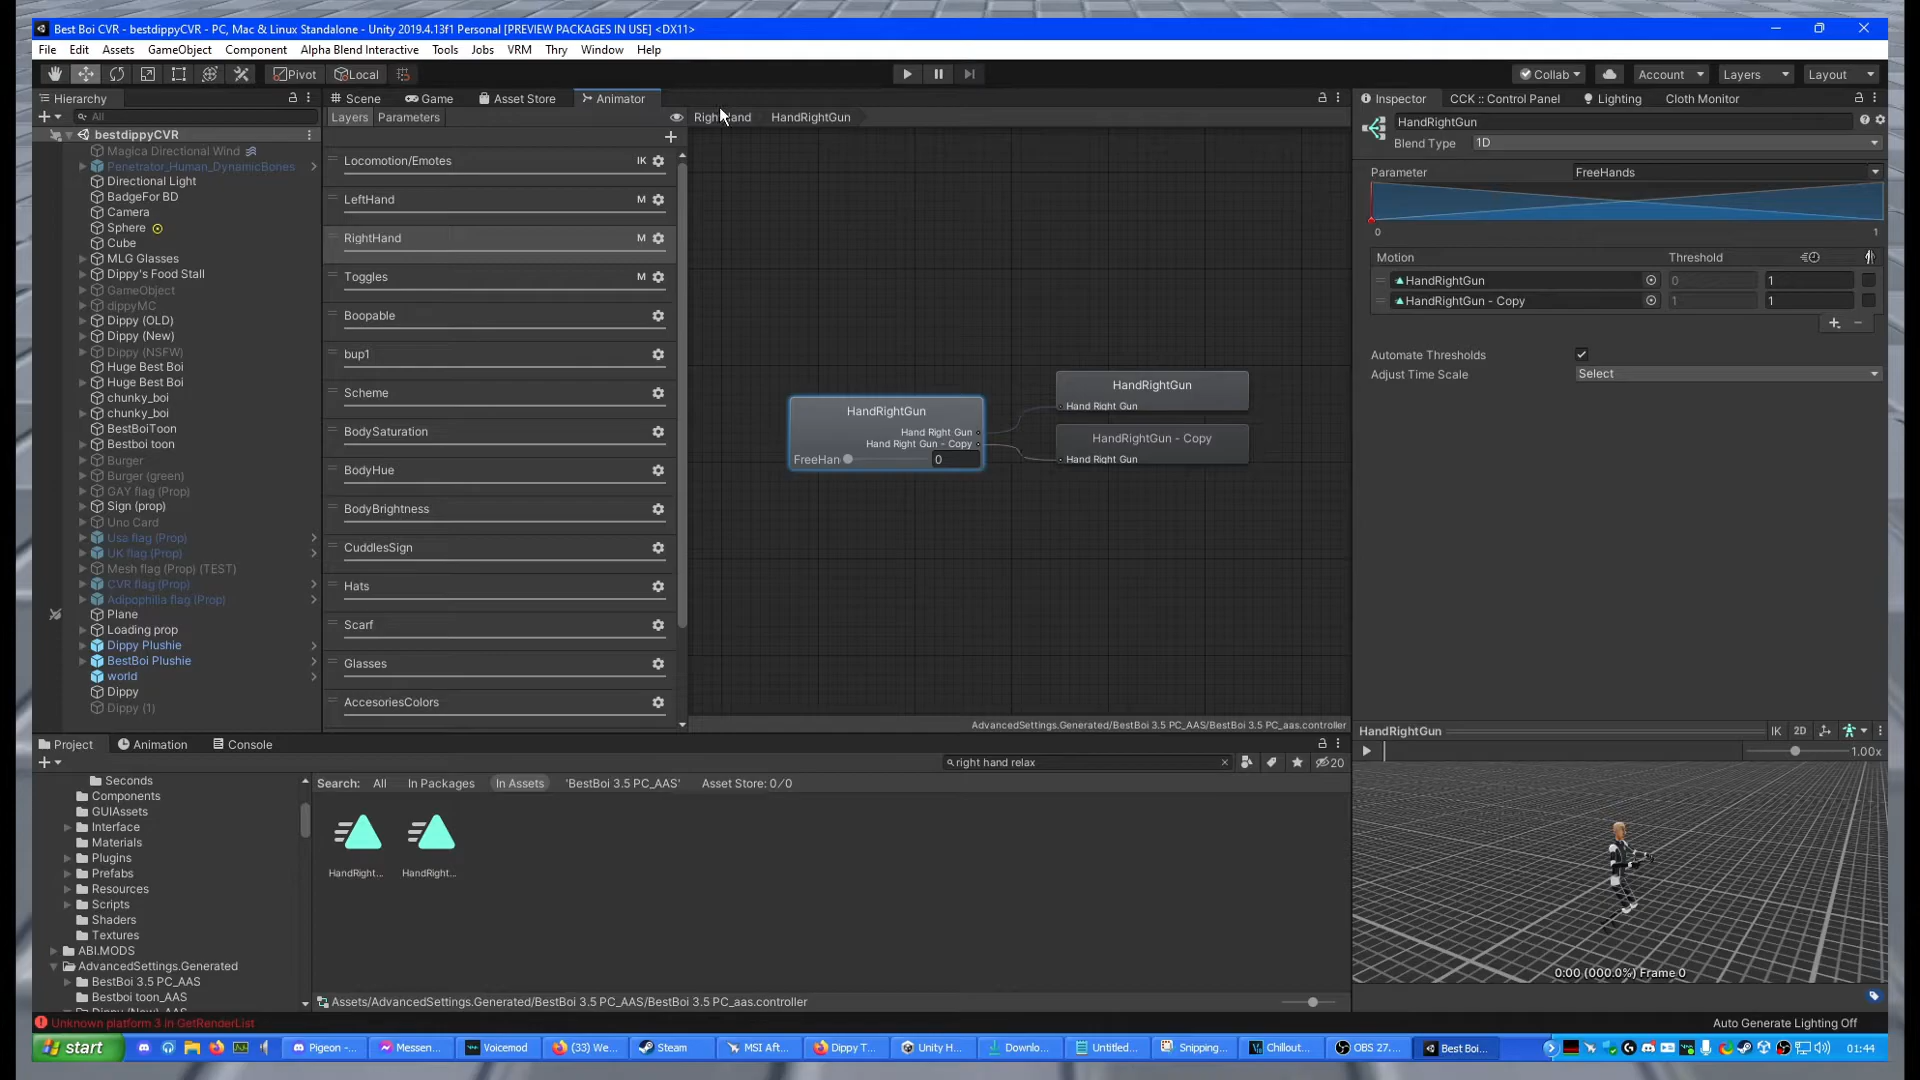 Best Boi CVR - bestdippyCVR - PC, Mac & Linux Standalone - Unity 2019.4.13f1 Personal [PREVIEW PACKAGES IN USE] <DX11>
File Edit Assets GameObject Component Alpha Blend Interactive Tools Jobs VRM Thry Window Help
Pivot Local Collab Account Layers Layout
Hierarchy
All
bestdippyCVR
Magica Directional Wind
Penetrator_Human_DynamicBones
Directional Light
BadgeFor BD
Camera
Sphere
Cube
MLG Glasses
Dippy's Food Stall
GameObject
dippyMC
Dippy (OLD)
Dippy (New)
Dippy (NSFW)
Huge Best Boi
Huge Best Boi
chunky_boi
chunky_boi
BestBoiToon
Bestboi toon
Burger
Burger (green)
GAY flag (Prop)
Sign (prop)
Uno Card
Usa flag (Prop)
UK flag (Prop)
Mesh flag (Prop) (TEST)
CVR flag (Prop)
Adipophilia flag (Prop)
Plane
Loading prop
Dippy Plushie
BestBoi Plushie
world
Dippy
Dippy (1)
Scene Game Asset Store Animator
Layers Parameters
HandRightGun
Locomotion/Emotes IK
LeftHand M
RightHand M
Toggles M
Boopable
bup1
Scheme
BodySaturation
BodyHue
BodyBrightness
CuddlesSign
Hats
Scarf
Glasses
AccesoriesColors
HandRightGun
Hand Right Gun
Hand Right Gun - Copy
FreeHan 0
HandRightGun
Hand Right Gun
HandRightGun - Copy
Hand Right Gun
AdvancedSettings.Generated/BestBoi 3.5 PC_AAS/BestBoi 3.5 PC_aas.controller
Inspector CCK :: Control Panel Lighting Cloth Monitor
HandRightGun
Blend Type 1D
Parameter FreeHands
0 1
Motion Threshold
HandRightGun 0 1
HandRightGun - Copy 1 1
Automate Thresholds
Adjust Time Scale Select
HandRightGun IK 2D
1.00x
0:00 (000.0%) Frame 0
Project Animation Console
right hand relax 20
Search: All In Packages In Assets 'BestBoi 3.5 PC_AAS' Asset Store: 0/0
Seconds
Components
GUIAssets
Interface
Materials
Plugins
Prefabs
Resources
Scripts
Shaders
Textures
ABI.MODS
AdvancedSettings.Generated
BestBoi 3.5 PC_AAS
Bestboi toon_AAS
HandRight... HandRight...
Assets/AdvancedSettings.Generated/BestBoi 3.5 PC_AAS/BestBoi 3.5 PC_aas.controller
Unknown platform 3 in GetRenderList
Auto Generate Lighting Off
start Pigeon -... Messen... Voicemod (33) We... Steam MSI Aft... Dippy T... Unity H... Downlo... Untitled... Snipping... Chillout... OBS 27.... Best Boi... 01:44